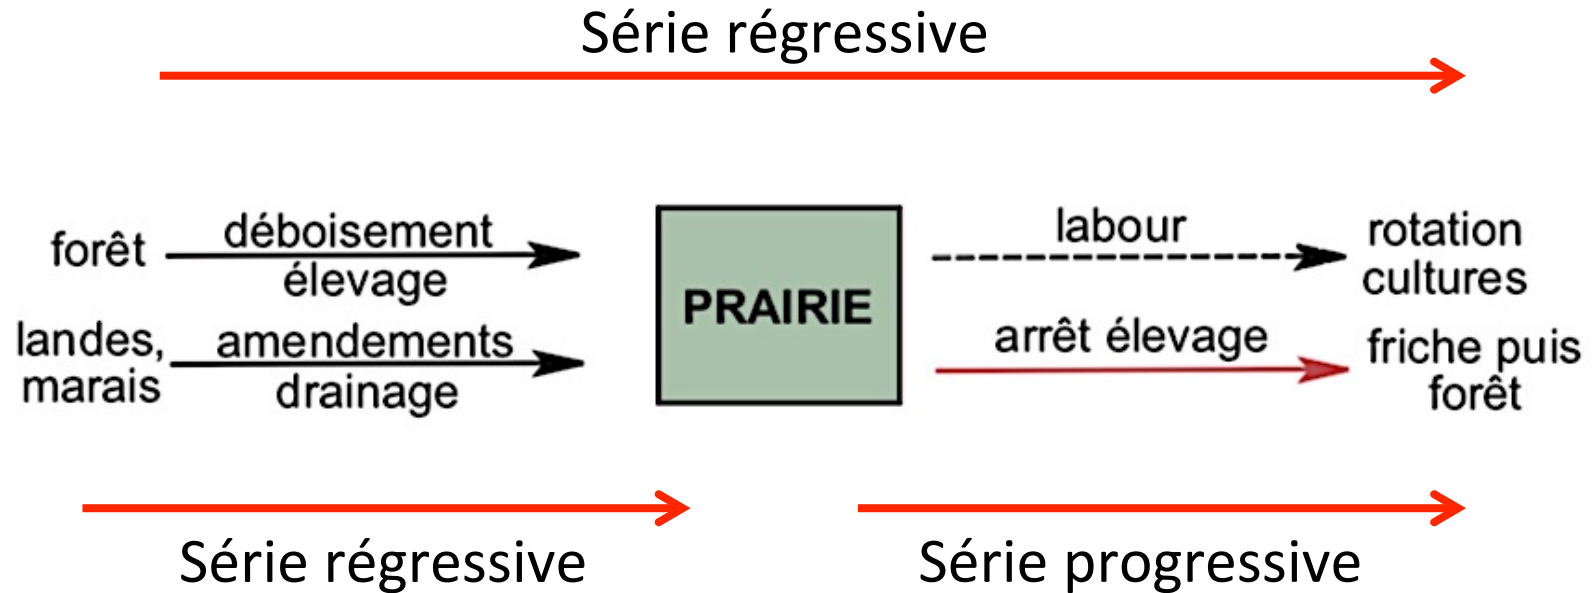 Série régressive
déboisement
forêt
élevage
landes,
marais
amendements
drainage
PRAIRIE
labour
rotation
cultures
arrêt élevage
friche puis
forêt
Série régressive
Série progressive